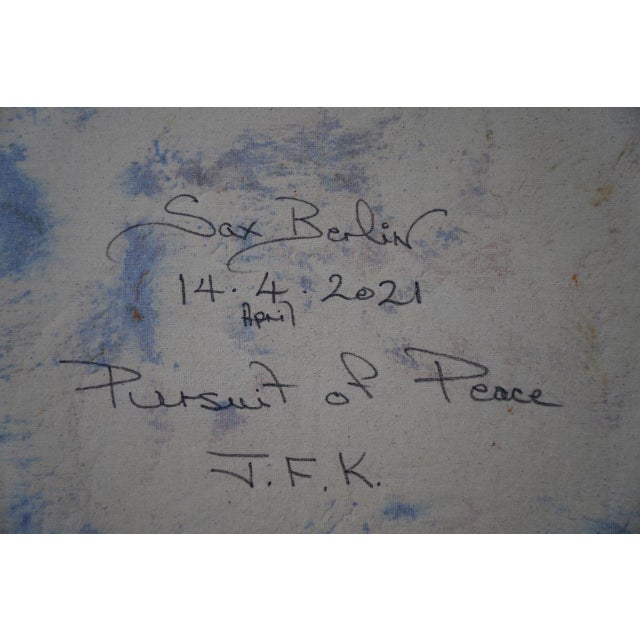 Sax Berlin
14.4.2021
April
Pursuit of Peace
J.F.K.